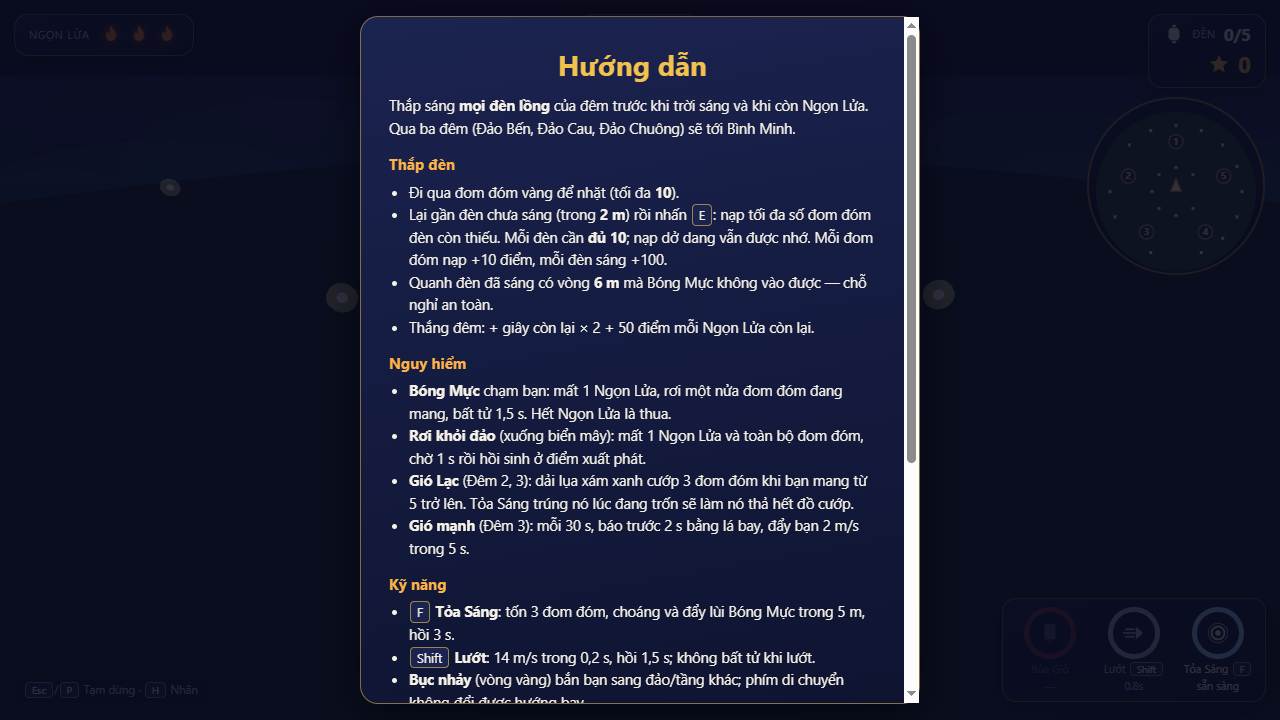 NGỌN LỬA
ĐÈN 0/5
0
1
2
5
3
4
Hướng dẫn
Thắp sáng mọi đèn lồng của đêm trước khi trời sáng và khi còn Ngọn Lửa.
Qua ba đêm (Đảo Bến, Đảo Cau, Đảo Chuông) sẽ tới Bình Minh.
Thắp đèn
• Đi qua đom đóm vàng để nhặt (tối đa 10).
• Lại gần đèn chưa sáng (trong 2 m) rồi nhấn E: nạp tối đa số đom đóm
đèn còn thiếu. Mỗi đèn cần đủ 10; nạp dở dang vẫn được nhớ. Mỗi đom
đóm nạp +10 điểm, mỗi đèn sáng +100.
• Quanh đèn đã sáng có vòng 6 m mà Bóng Mực không vào được — chỗ
nghỉ an toàn.
• Thắng đêm: + giây còn lại × 2 + 50 điểm mỗi Ngọn Lửa còn lại.
Nguy hiểm
• Bóng Mực chạm bạn: mất 1 Ngọn Lửa, rơi một nửa đom đóm đang
mang, bất tử 1,5 s. Hết Ngọn Lửa là thua.
• Rơi khỏi đảo (xuống biển mây): mất 1 Ngọn Lửa và toàn bộ đom đóm,
chờ 1 s rồi hồi sinh ở điểm xuất phát.
• Gió Lạc (Đêm 2, 3): dải lụa xám xanh cướp 3 đom đóm khi bạn mang từ
5 trở lên. Tỏa Sáng trúng nó lúc đang trốn sẽ làm nó thả hết đồ cướp.
• Gió mạnh (Đêm 3): mỗi 30 s, báo trước 2 s bằng lá bay, đẩy bạn 2 m/s
trong 5 s.
Kỹ năng
• F Tỏa Sáng: tốn 3 đom đóm, choáng và đẩy lùi Bóng Mực trong 5 m,
hồi 3 s.
• Shift Lướt: 14 m/s trong 0,2 s, hồi 1,5 s; không bất tử khi lướt.
• Bục nhảy (vòng vàng) bắn bạn sang đảo/tầng khác; phím di chuyển
không đổi được hướng bay.
Esc / P Tạm dừng · H Nhãn
Bùa Gió
—
Lướt Shift
0.8s
Tỏa Sáng F
sẵn sàng